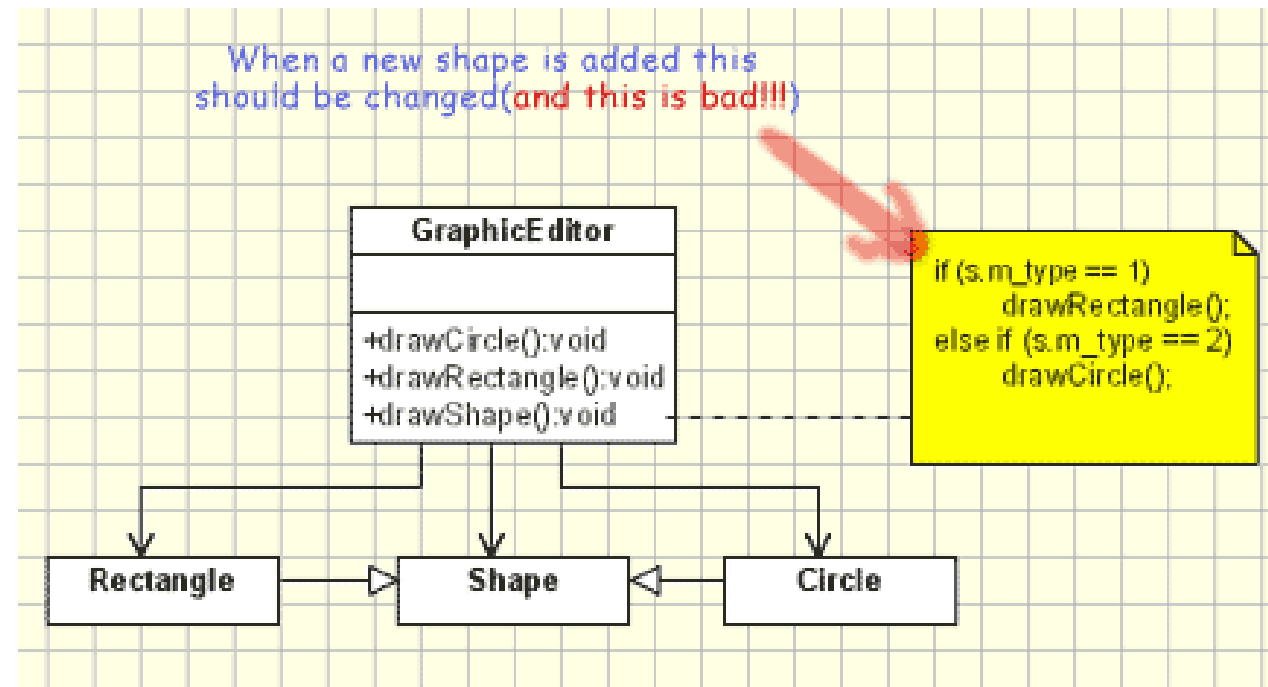 When a new shape is added this
should be changed(and this is bad!!!)
GraphicEditor
+drawCircle():void
+drawRectangle():void
+drawShape():void
if (s.m_type == 1)
drawRectangle();
else if (s.m_type == 2)
drawCircle();
Rectangle
Shape
Circle